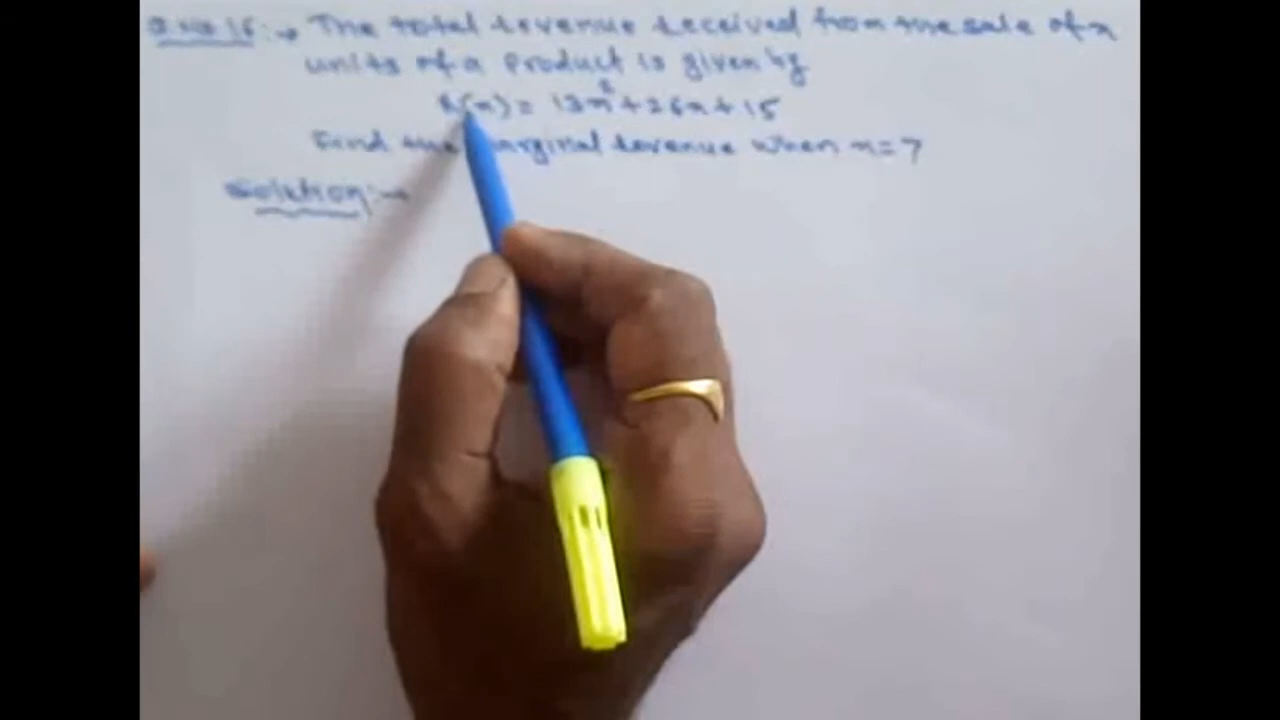 Q.No 16:→ The total revenue received from the sale of x
units of a product is given by
R(x) = 13x² + 26x + 15
Find the marginal revenue when x = 7
Solution:→